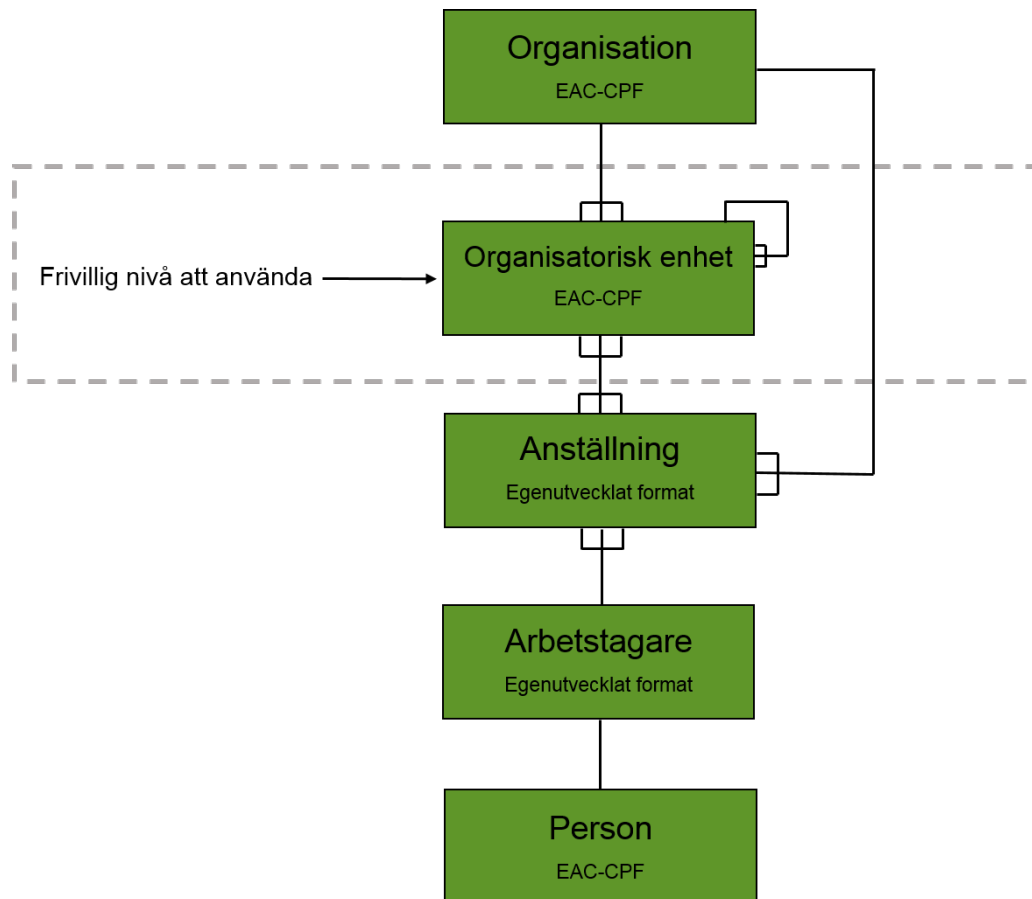 Organisation
EAC-CPF
Frivillig nivå att använda
Organisatorisk enhet
EAC-CPF
Anställning
Egenutvecklat format
Arbetstagare
Egenutvecklat format
Person
EAC-CPF